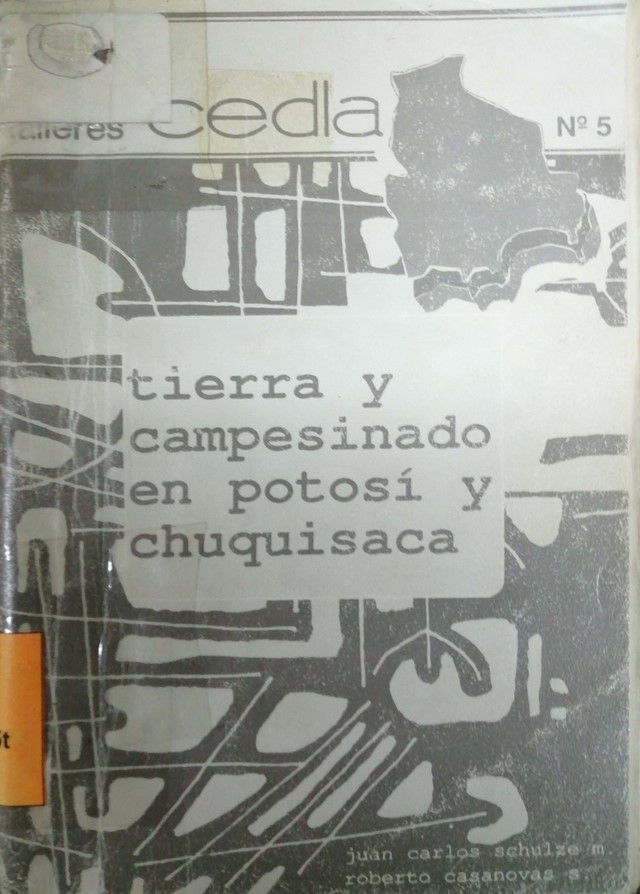 talleres cedla Nº 5
tierra y
campesinado
en potosí y
chuquisaca
juan carlos schulze m.
roberto casanovas s.